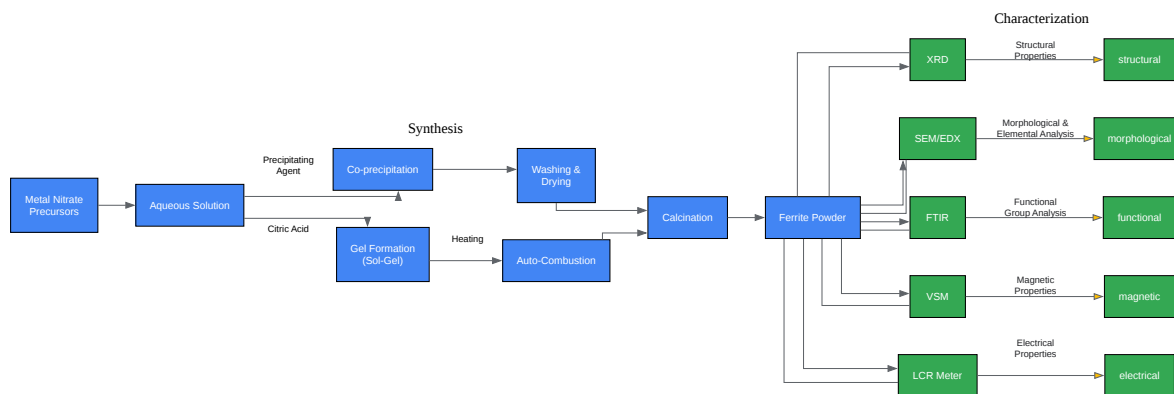 Characterization
Synthesis
Metal Nitrate
Precursors
Aqueous Solution
Precipitating
Agent
Citric Acid
Co-precipitation
Gel Formation
(Sol-Gel)
Heating
Washing &
Drying
Auto-Combustion
Calcination
Ferrite Powder
XRD
Structural
Properties
structural
SEM/EDX
Morphological &
Elemental Analysis
morphological
FTIR
Functional
Group Analysis
functional
VSM
Magnetic
Properties
magnetic
LCR Meter
Electrical
Properties
electrical